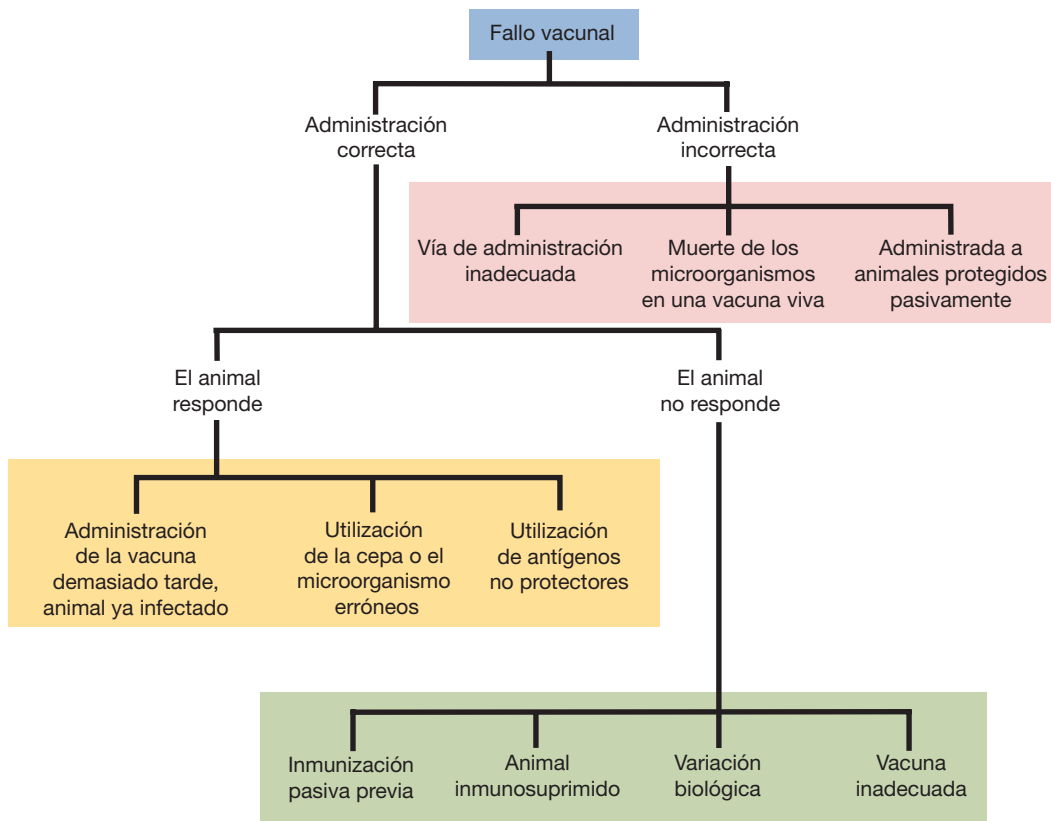 Fallo vacunal
Administración
correcta
Administración
incorrecta
Vía de administración
inadecuada
Muerte de los
microorganismos
en una vacuna viva
Administrada a
animales protegidos
pasivamente
El animal
responde
El animal
no responde
Administración
de la vacuna
demasiado tarde,
animal ya infectado
Utilización
de la cepa o el
microorganismo
erróneos
Utilización
de antígenos
no protectores
Inmunización
pasiva previa
Animal
inmunosuprimido
Variación
biológica
Vacuna
inadecuada